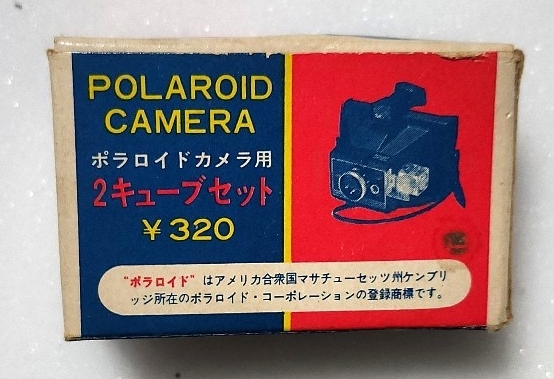 POLAROID
CAMERA
ポラロイドカメラ用
2キューブセット
￥320
"ポラロイド" はアメリカ合衆国マサチューセッツ州ケンブリ
ッジ所在のポラロイド・コーポレーションの登録商標です。